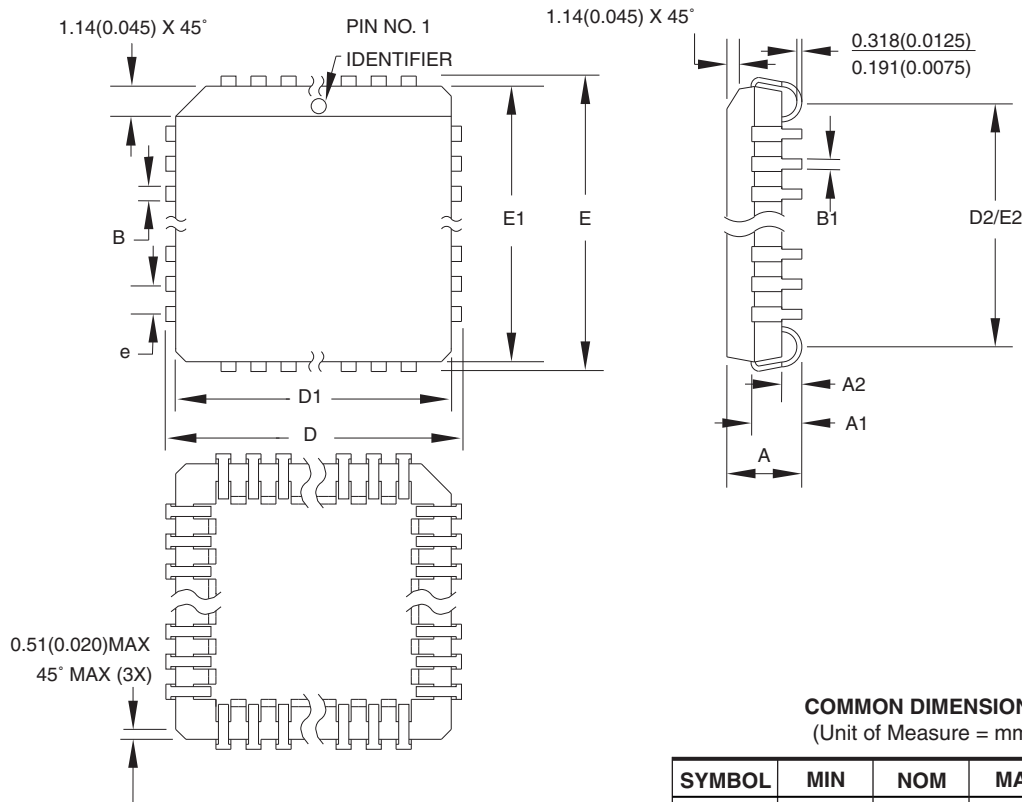 1.14(0.045) X 45˚
PIN NO. 1
IDENTIFIER
1.14(0.045) X 45˚
0.318(0.0125)
0.191(0.0075)
E1
E
B
e
B1
D2/E2
D1
D
A2
A1
A
0.51(0.020)MAX
45˚ MAX (3X)
COMMON DIMENSION
(Unit of Measure = mm
SYMBOL MIN NOM MA